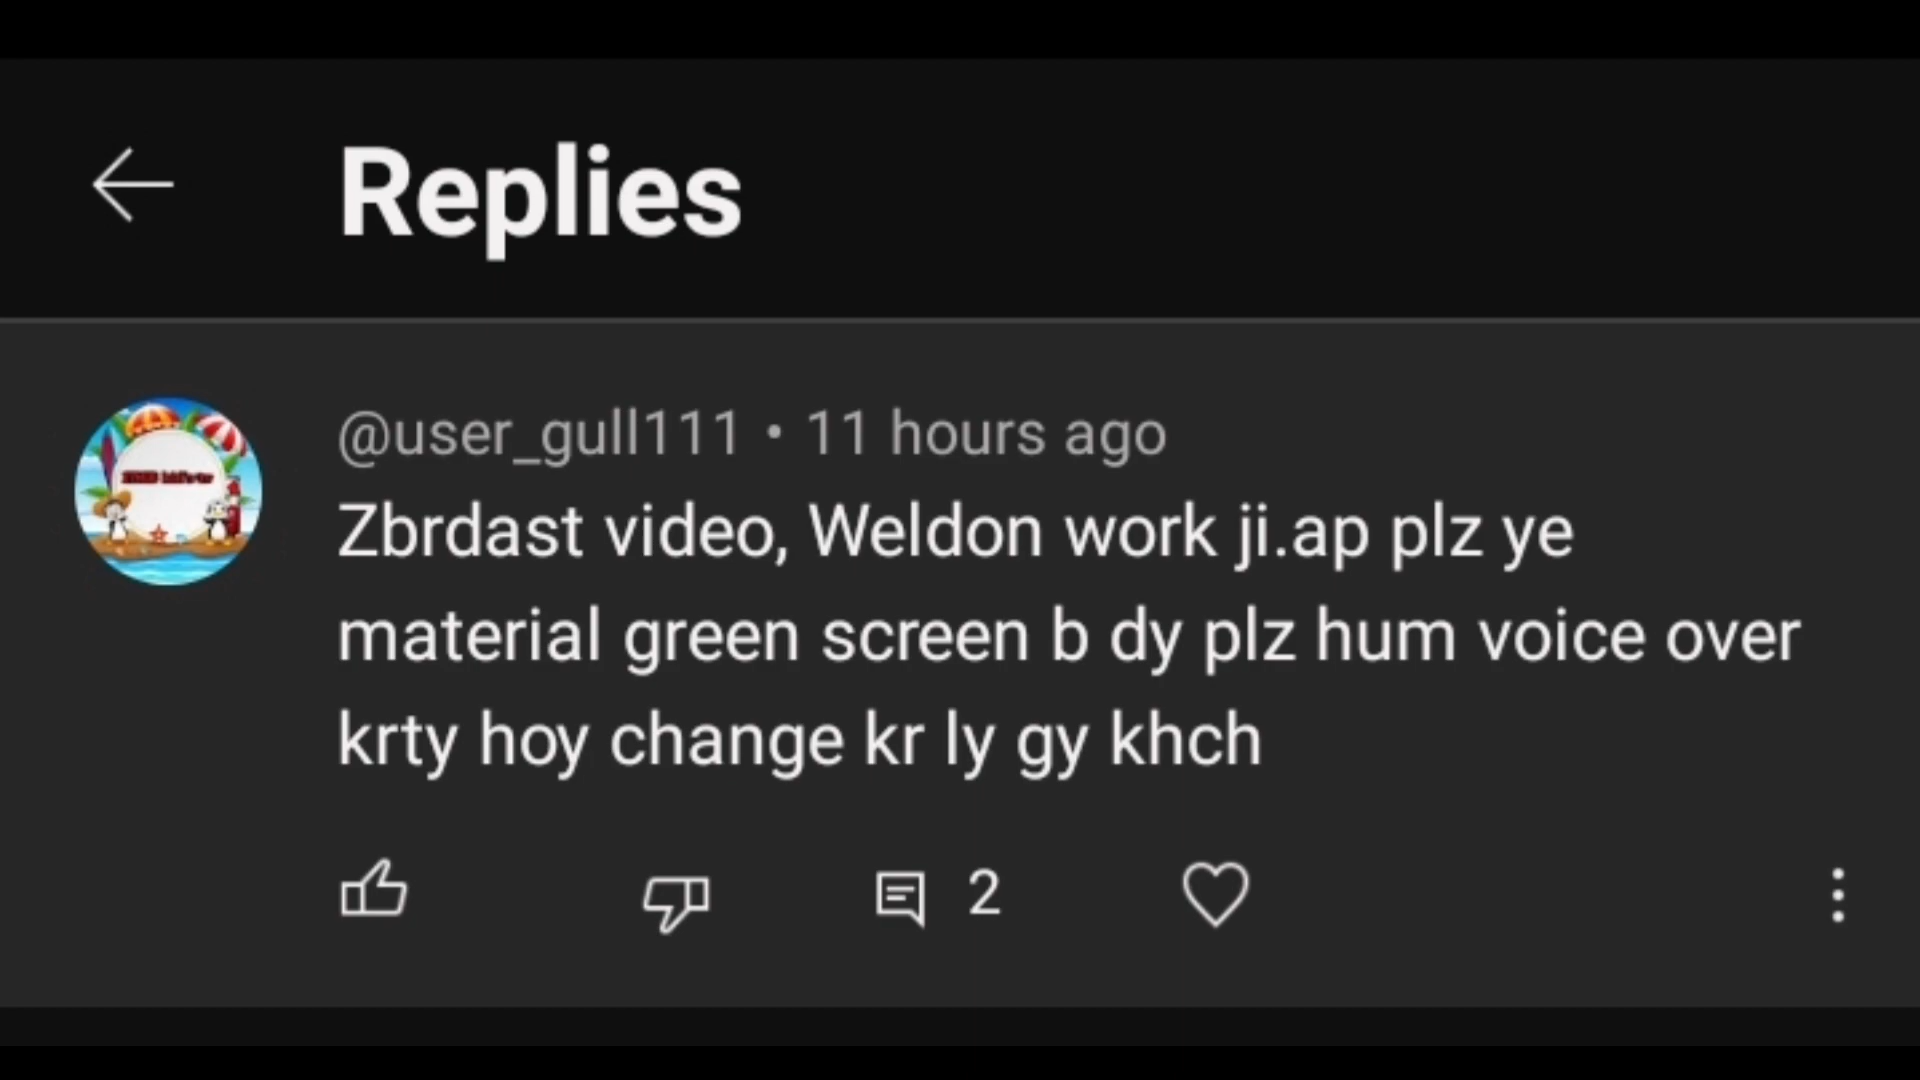 Replies
@user_gull111 • 11 hours ago
Zbrdast video, Weldon work ji.ap plz ye
material green screen b dy plz hum voice over
krty hoy change kr ly gy khch
2